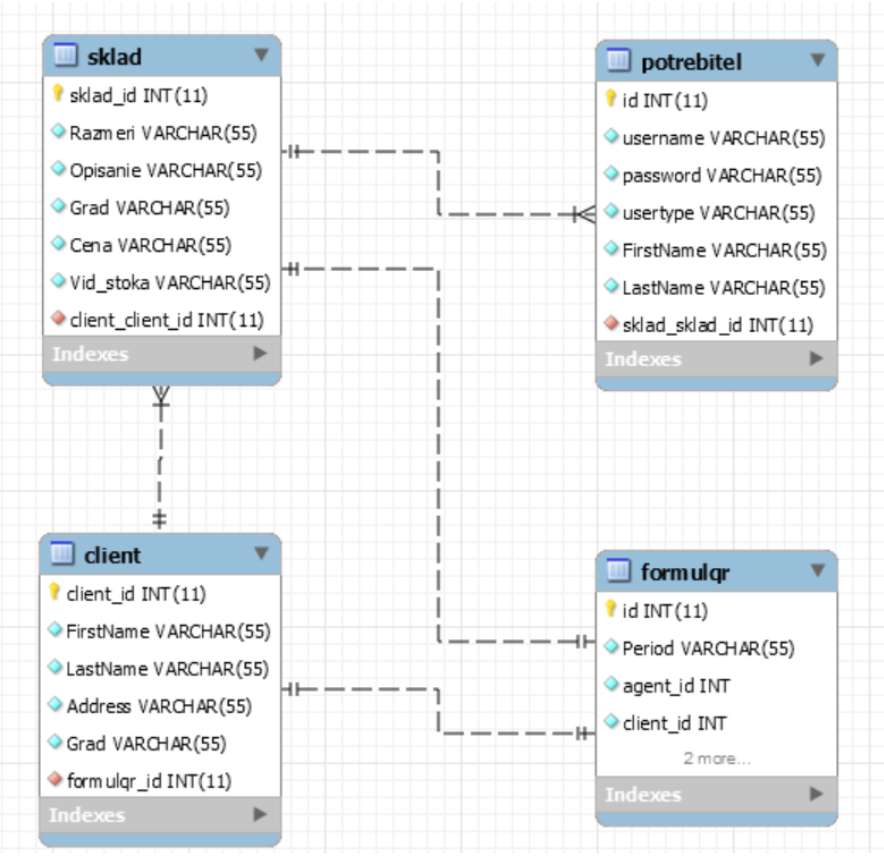 sklad
sklad_id INT(11)
Razmeri VARCHAR(55)
Opisanie VARCHAR(55)
Grad VARCHAR(55)
Cena VARCHAR(55)
Vid_stoka VARCHAR(55)
client_client_id INT(11)
Indexes
potrebitel
id INT(11)
username VARCHAR(55)
password VARCHAR(55)
usertype VARCHAR(55)
FirstName VARCHAR(55)
LastName VARCHAR(55)
sklad_sklad_id INT(11)
Indexes
client
client_id INT(11)
FirstName VARCHAR(55)
LastName VARCHAR(55)
Address VARCHAR(55)
Grad VARCHAR(55)
formulqr_id INT(11)
Indexes
formulqr
id INT(11)
Period VARCHAR(55)
agent_id INT
client_id INT
2 more...
Indexes